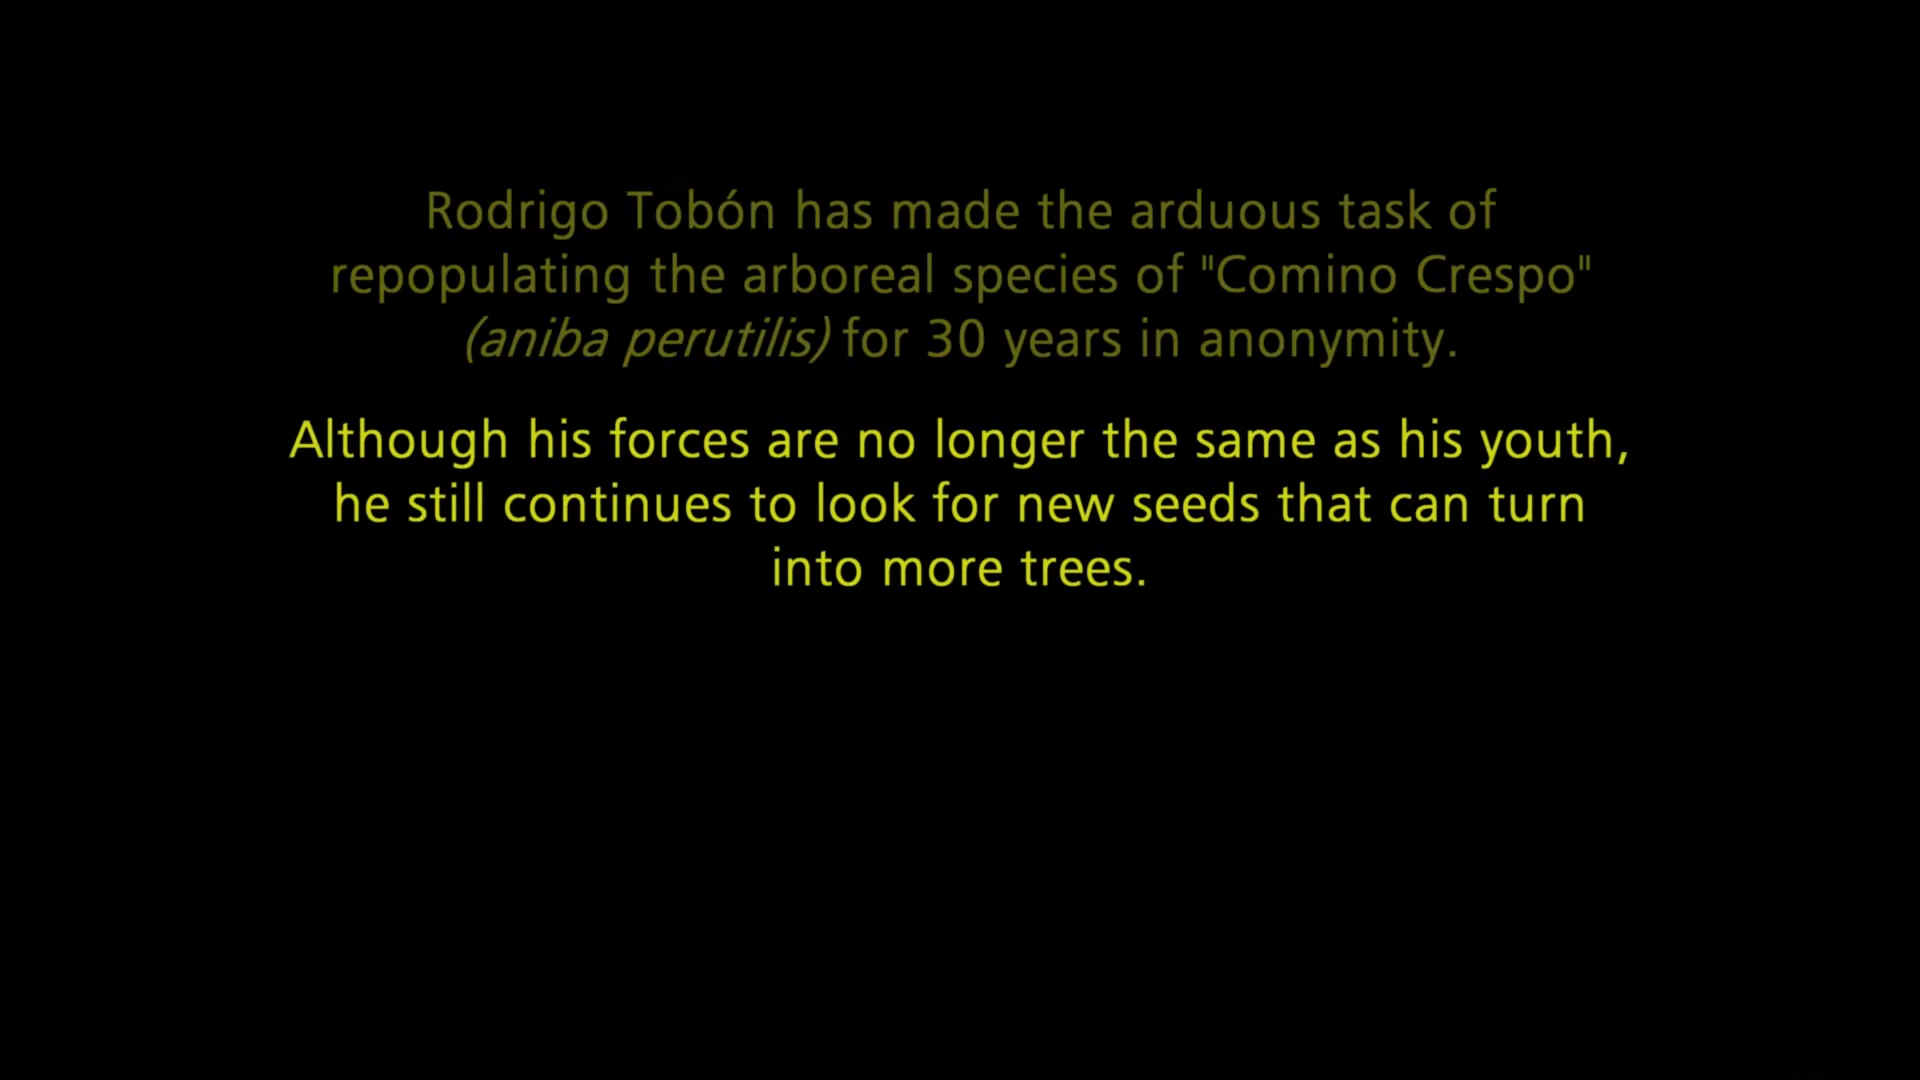 Rodrigo Tobón has made the arduous task of
repopulating the arboreal species of "Comino Crespo"
(aniba perutilis) for 30 years in anonymity.
Although his forces are no longer the same as his youth,
he still continues to look for new seeds that can turn
into more trees.